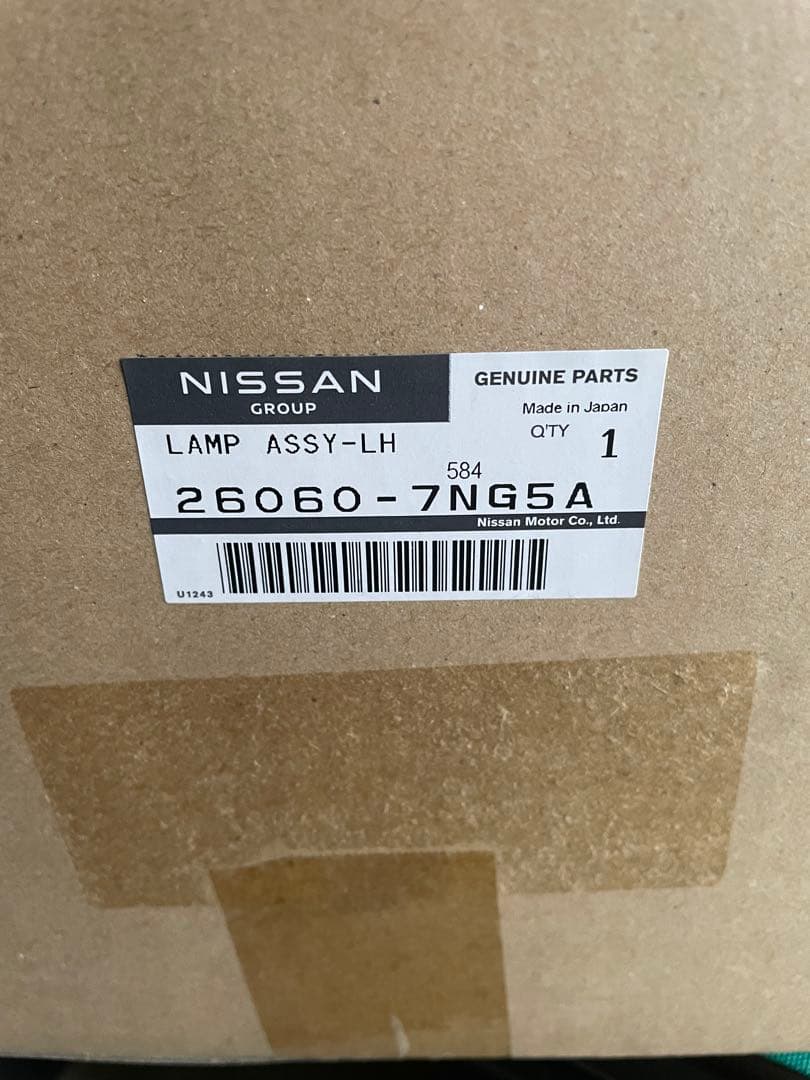 NISSAN
GROUP
GENUINE PARTS
Made in Japan
LAMP ASSY-LH
Q'TY 1
584
26060-7NG5A
Nissan Motor Co., Ltd.
U1243